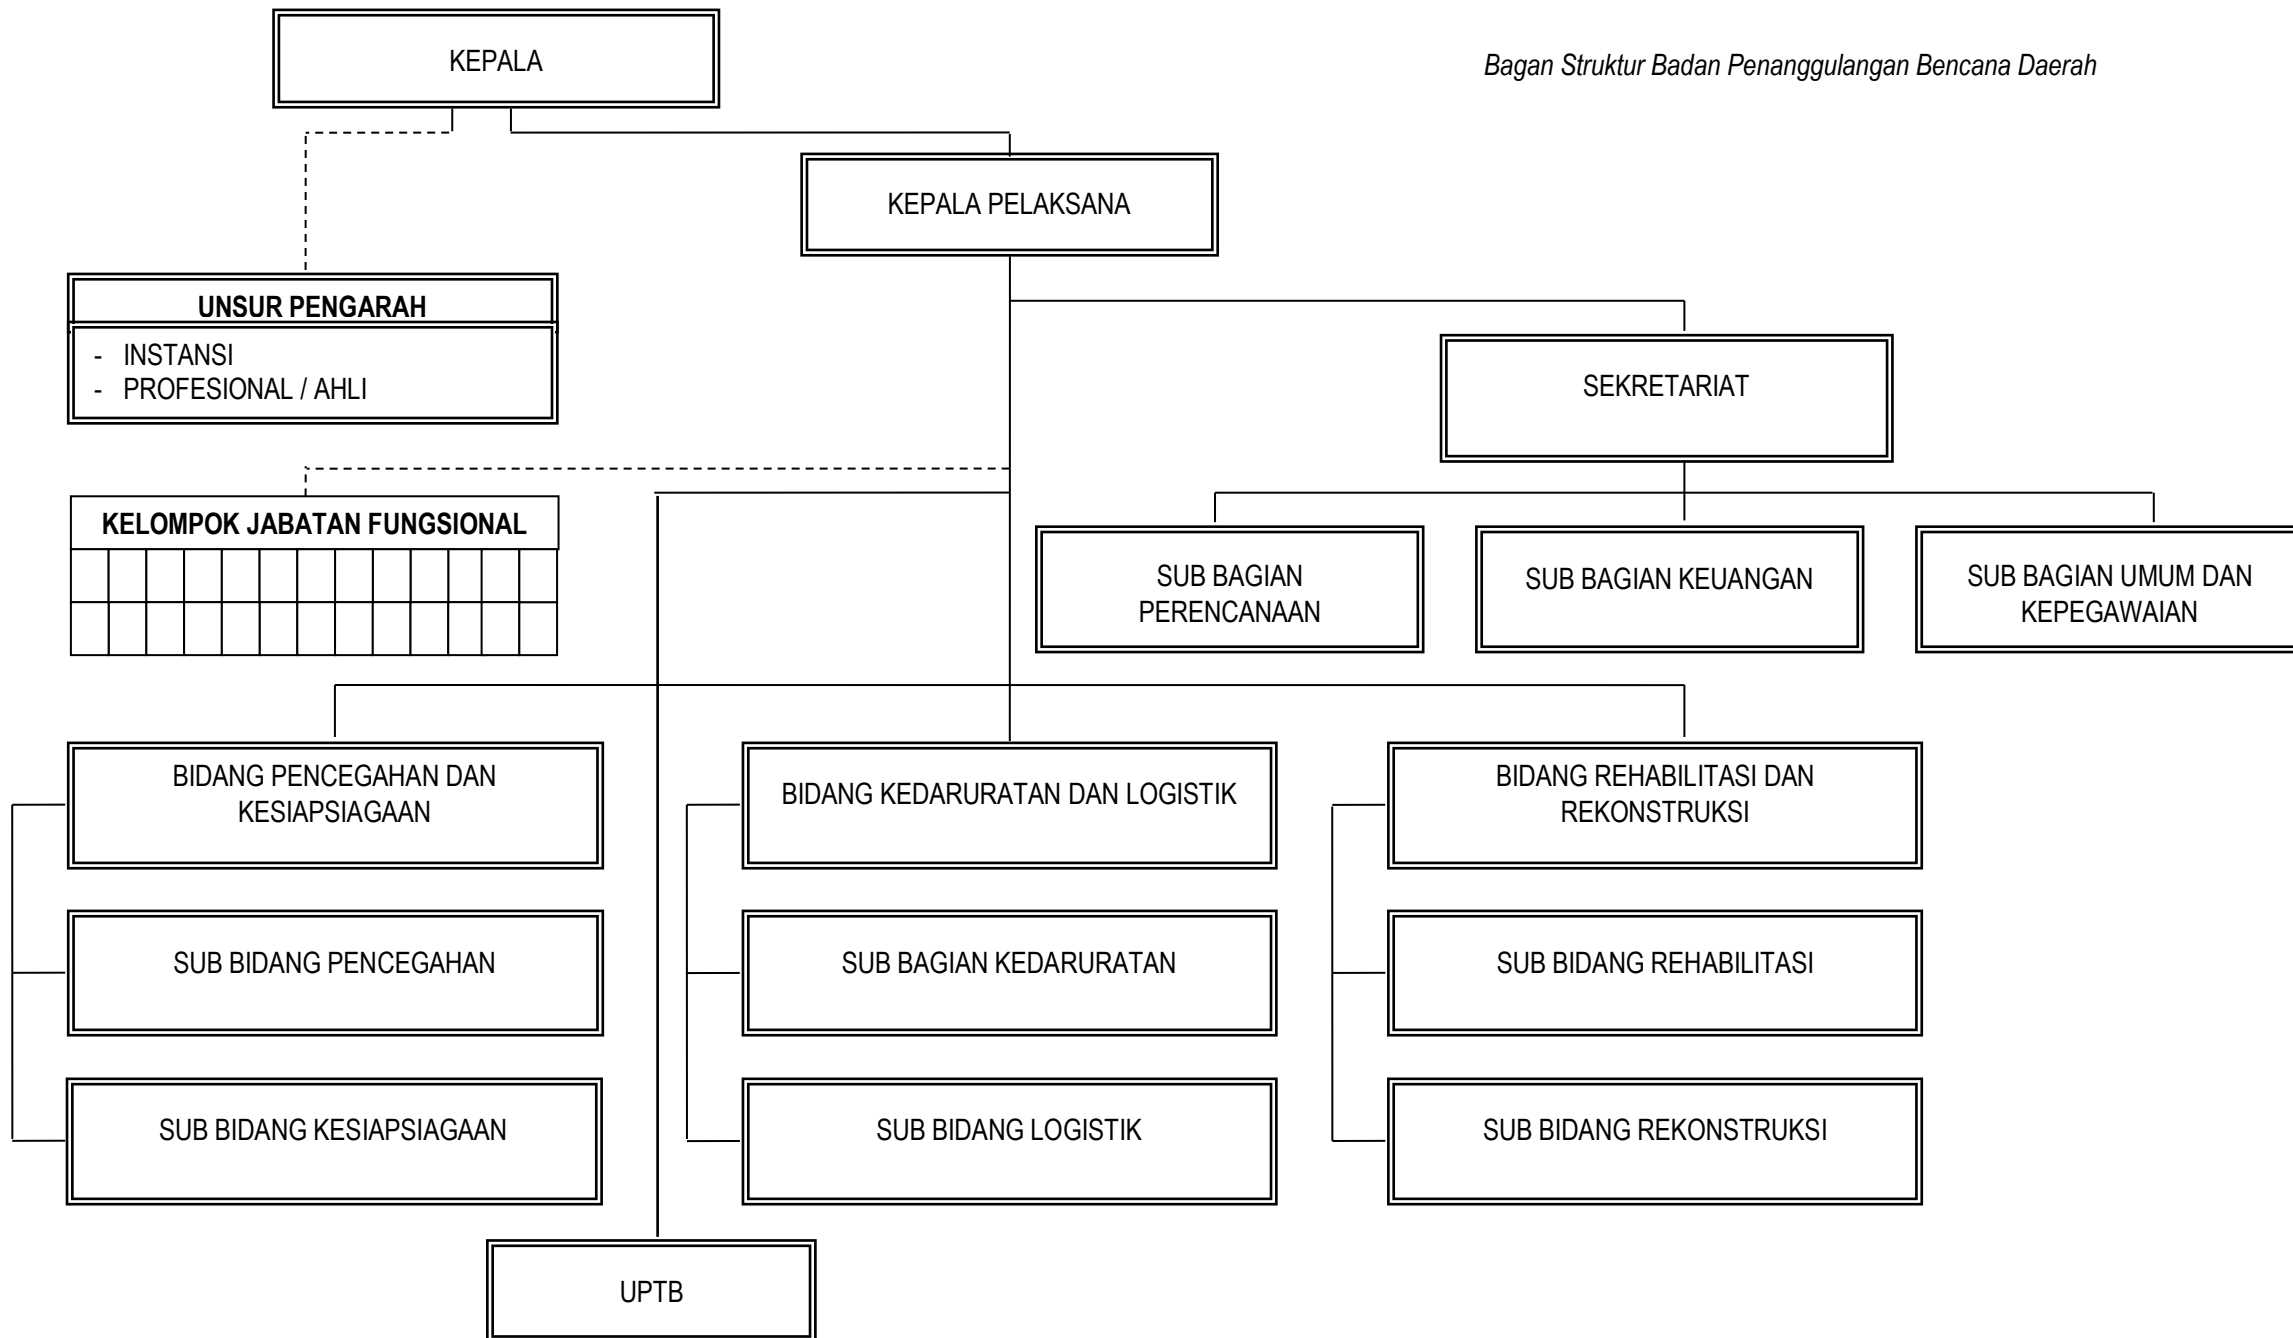 KEPALA
Bagan Struktur Badan Penanggulangan Bencana Daerah
KEPALA PELAKSANA
UNSUR PENGARAH
- INSTANSI
- PROFESIONAL / AHLI
SEKRETARIAT
KELOMPOK JABATAN FUNGSIONAL
SUB BAGIAN
PERENCANAAN
SUB BAGIAN KEUANGAN
SUB BAGIAN UMUM DAN
KEPEGAWAIAN
BIDANG PENCEGAHAN DAN
KESIAPSIAGAAN
BIDANG KEDARURATAN DAN LOGISTIK
BIDANG REHABILITASI DAN
REKONSTRUKSI
SUB BIDANG PENCEGAHAN
SUB BAGIAN KEDARURATAN
SUB BIDANG REHABILITASI
SUB BIDANG KESIAPSIAGAAN
SUB BIDANG LOGISTIK
SUB BIDANG REKONSTRUKSI
UPTB